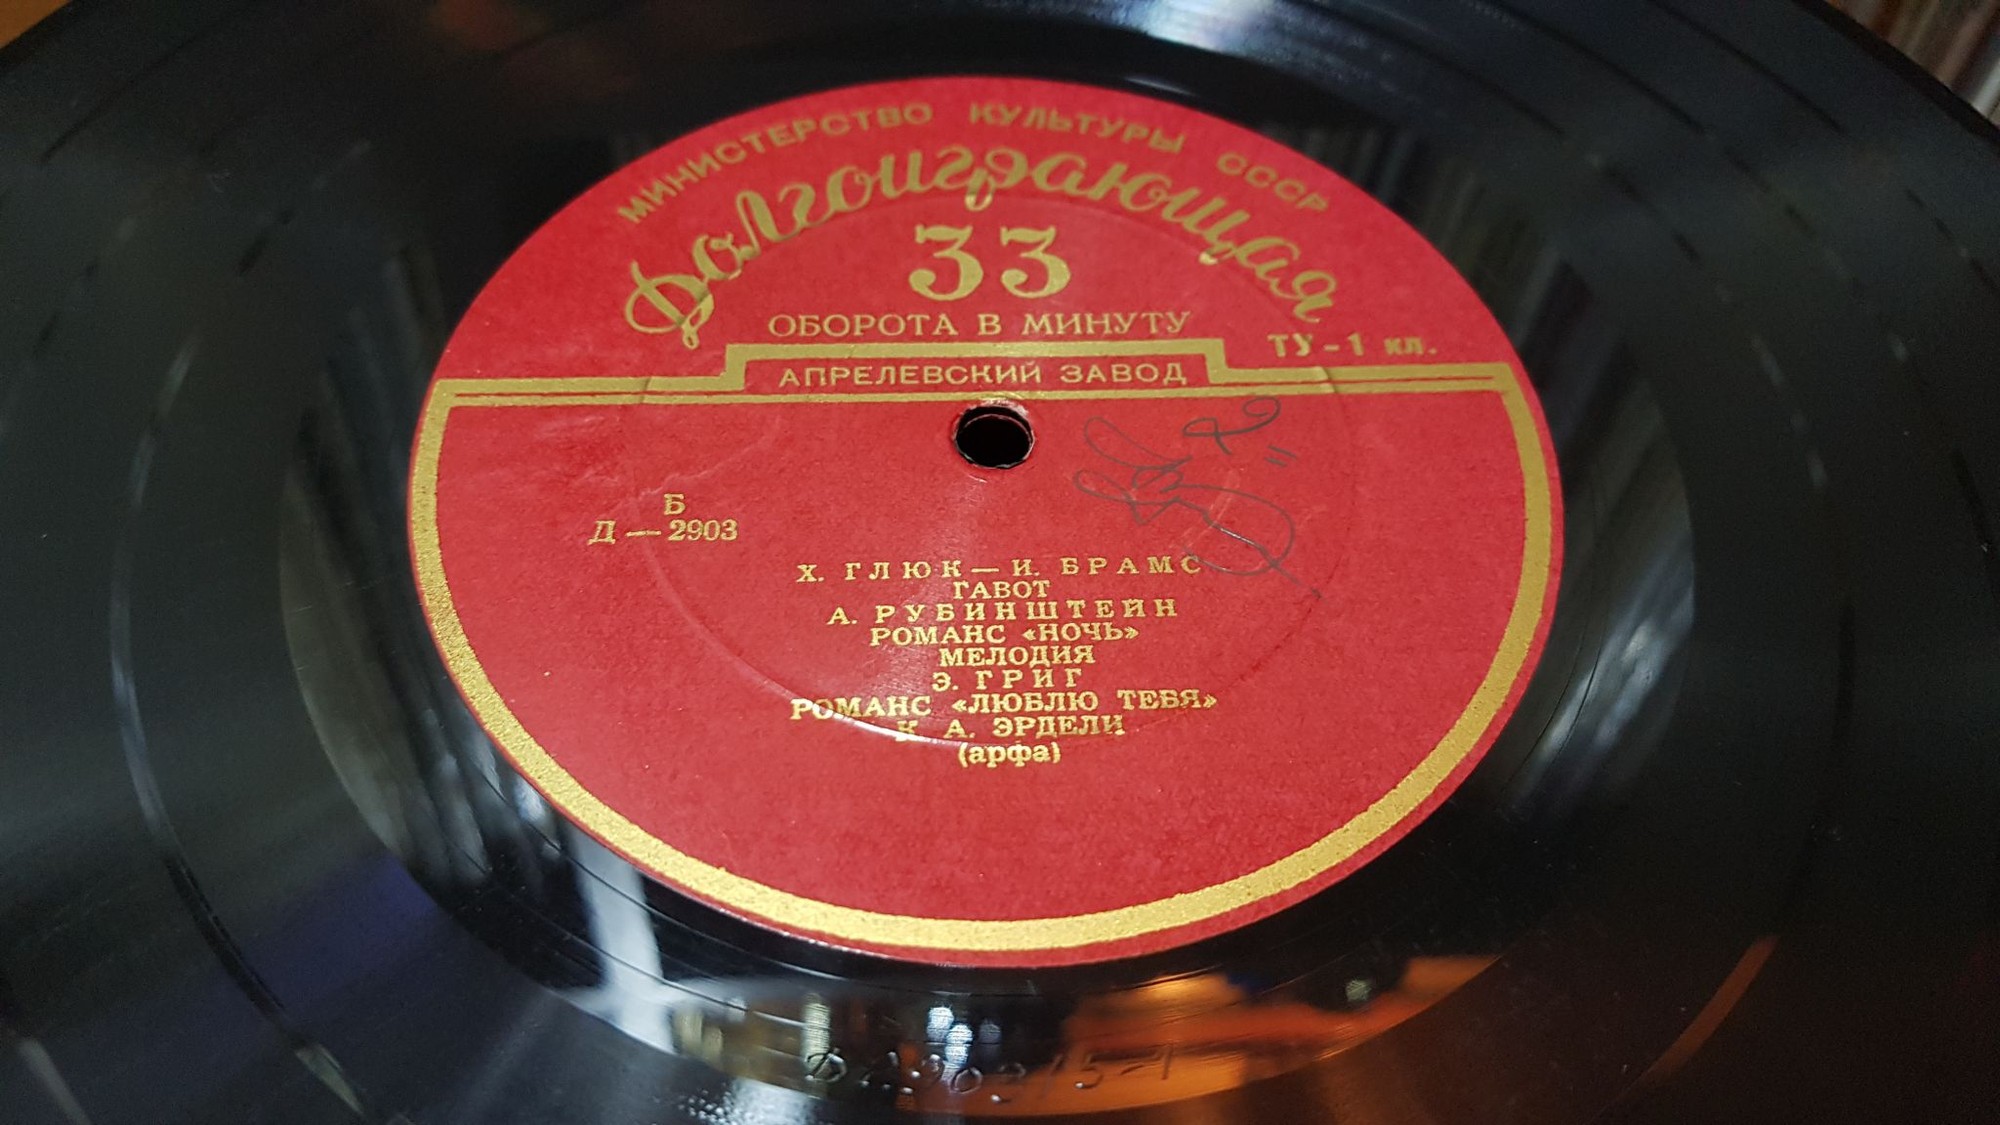 МИНИСТЕРСТВО КУЛЬТУРЫ СССР
Долгоиграющая
33
ОБОРОТА В МИНУТУ
ТУ-1 кл.
АПРЕЛЕВСКИЙ ЗАВОД
Б
Д — 2903
Х. ГЛЮК — И. БРАМС
ГАВОТ
А. РУБИНШТЕЙН
РОМАНС «НОЧЬ»
МЕЛОДИЯ
Э. ГРИГ
РОМАНС «ЛЮБЛЮ ТЕБЯ»
К. А. ЭРДЕЛИ
(арфа)